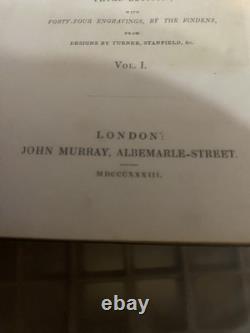 THIRD EDITION,
WITH
FORTY-FOUR ENGRAVINGS, BY THE FINDENS,
FROM
DESIGNS BY TURNER, STANFIELD, &c.
VOL. I.
LONDON:
JOHN MURRAY, ALBEMARLE-STREET.
MDCCCXXXIII.
© hamm